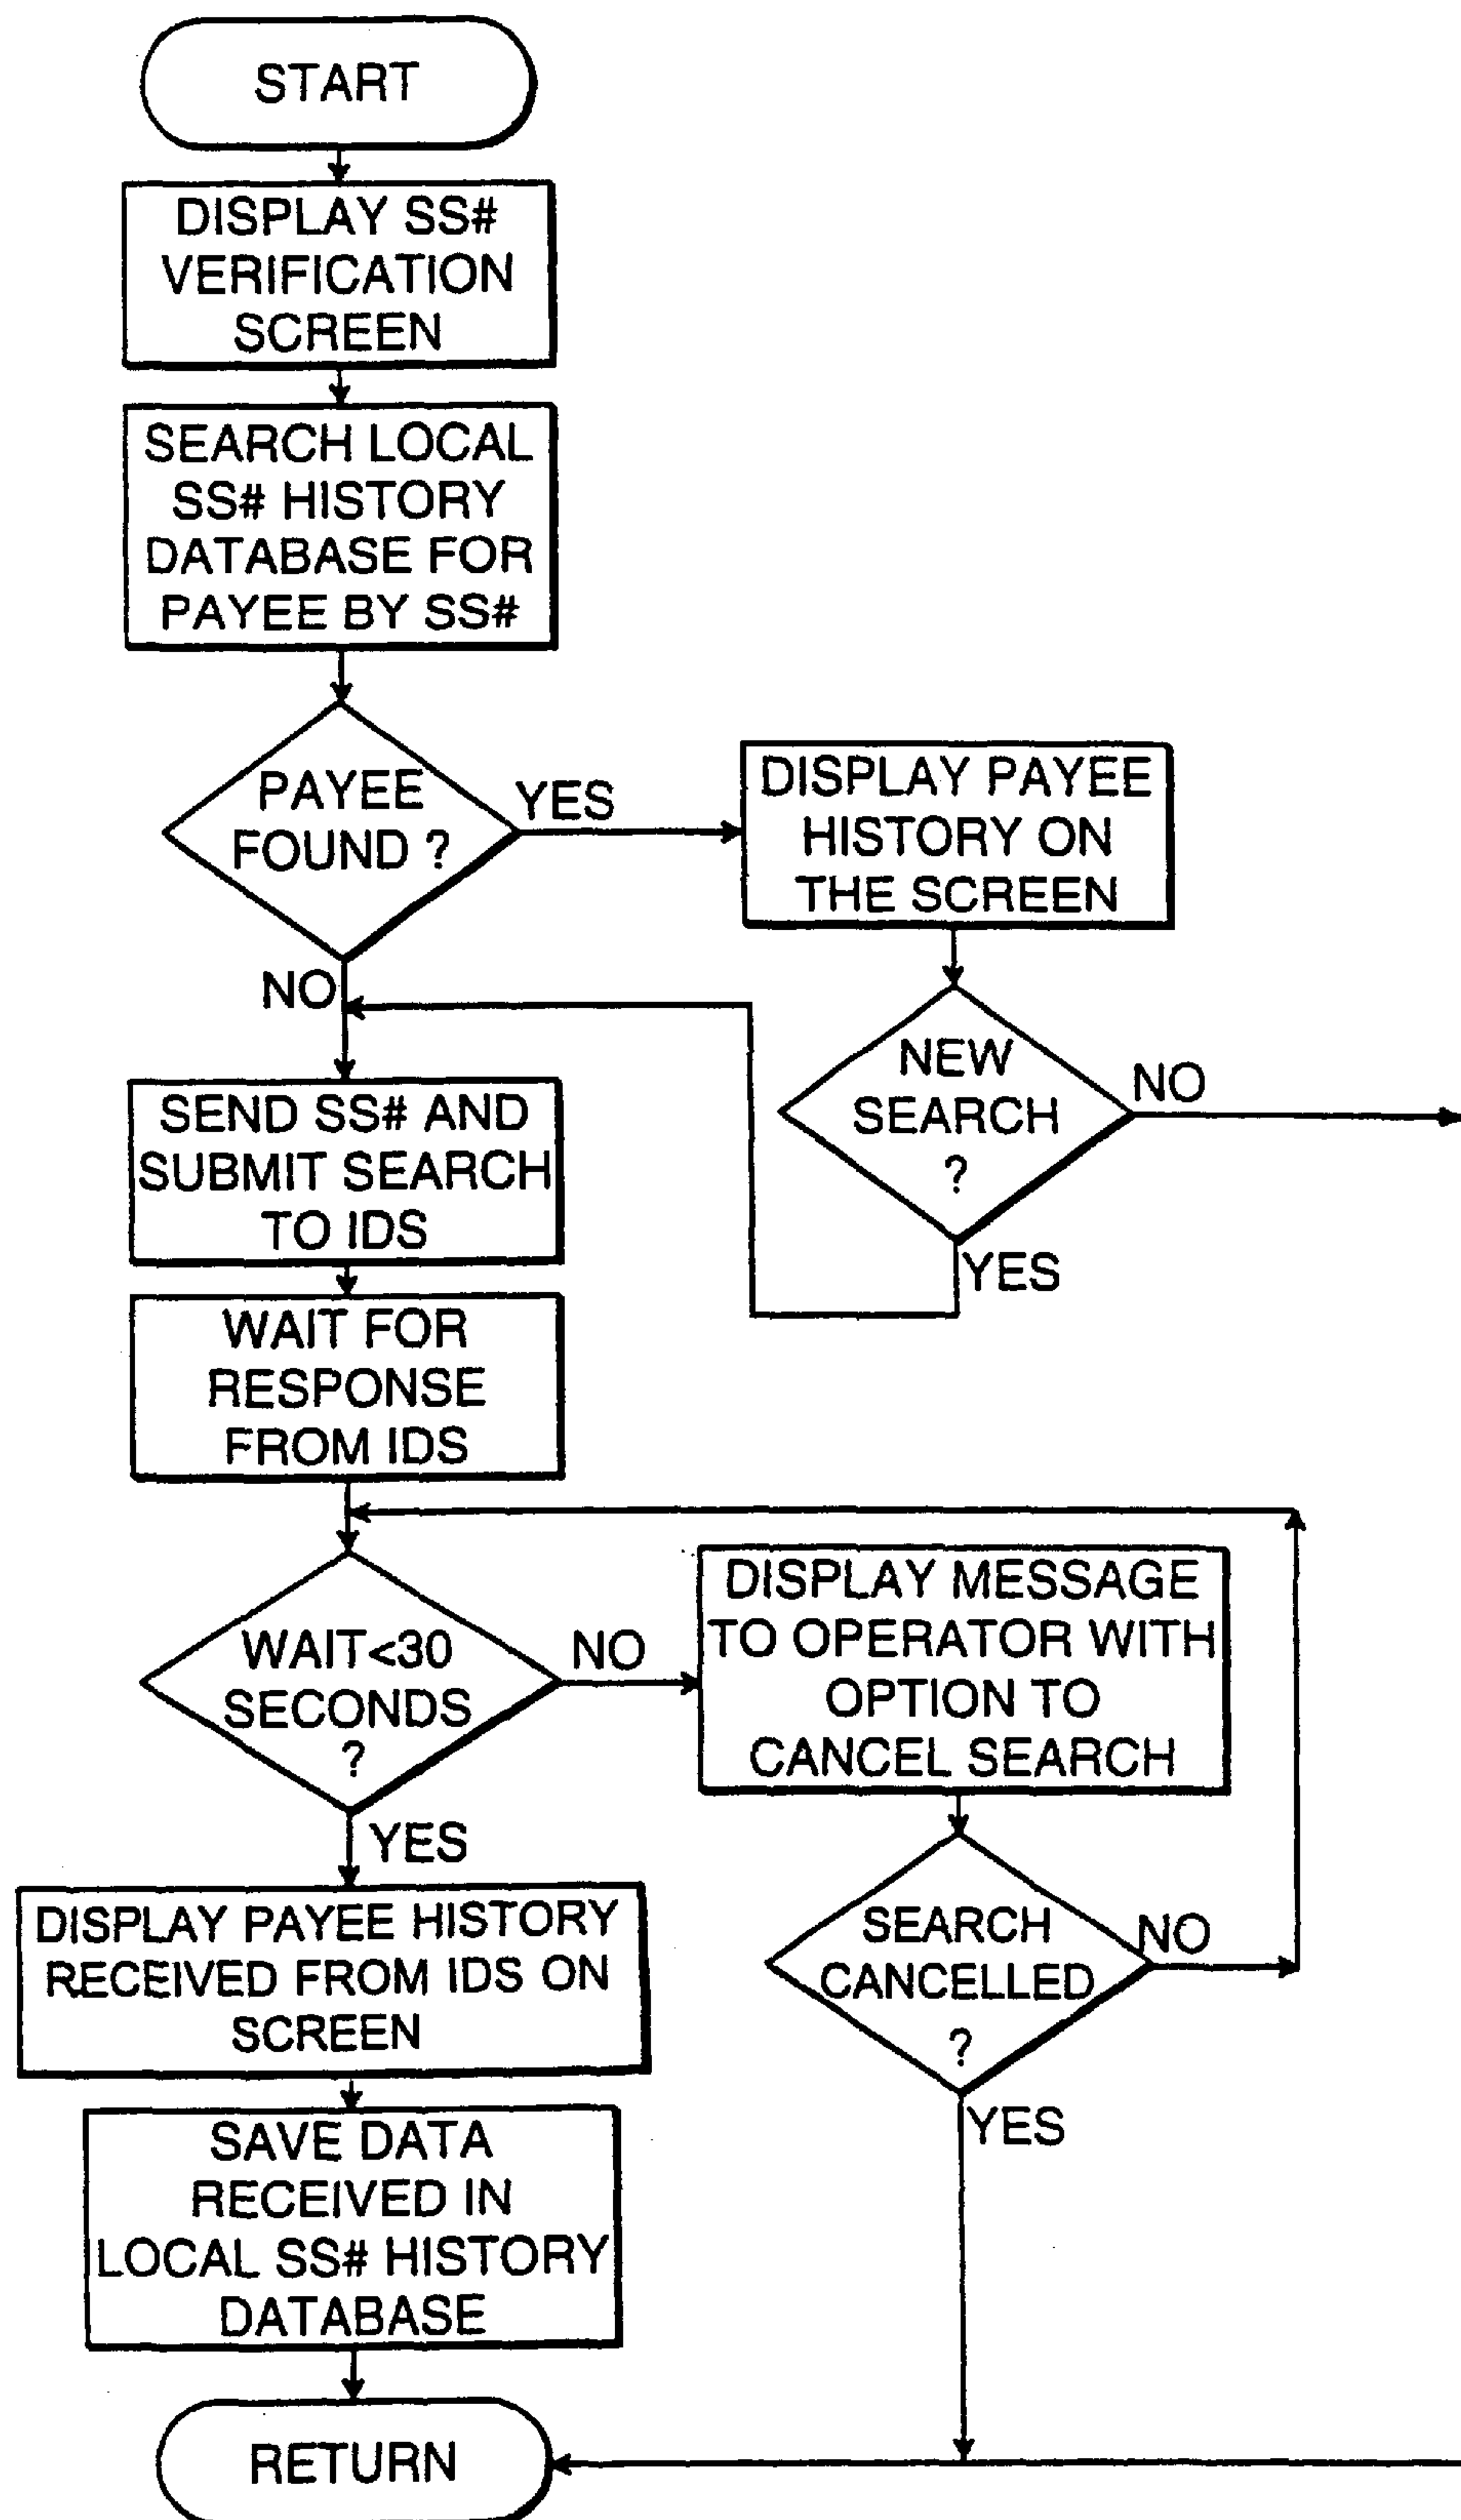 START
DISPLAY SS#
VERIFICATION
SCREEN
SEARCH LOCAL
SS# HISTORY
DATABASE FOR
PAYEE BY SS#
PAYEE
FOUND ?
YES
NO
DISPLAY PAYEE
HISTORY ON
THE SCREEN
NEW
SEARCH
?
NO
YES
SEND SS# AND
SUBMIT SEARCH
TO IDS
WAIT FOR
RESPONSE
FROM IDS
WAIT<30
SECONDS
?
NO
YES
DISPLAY MESSAGE
TO OPERATOR WITH
OPTION TO
CANCEL SEARCH
SEARCH
CANCELLED
?
NO
YES
DISPLAY PAYEE HISTORY
RECEIVED FROM IDS ON
SCREEN
SAVE DATA
RECEIVED IN
LOCAL SS# HISTORY
DATABASE
RETURN